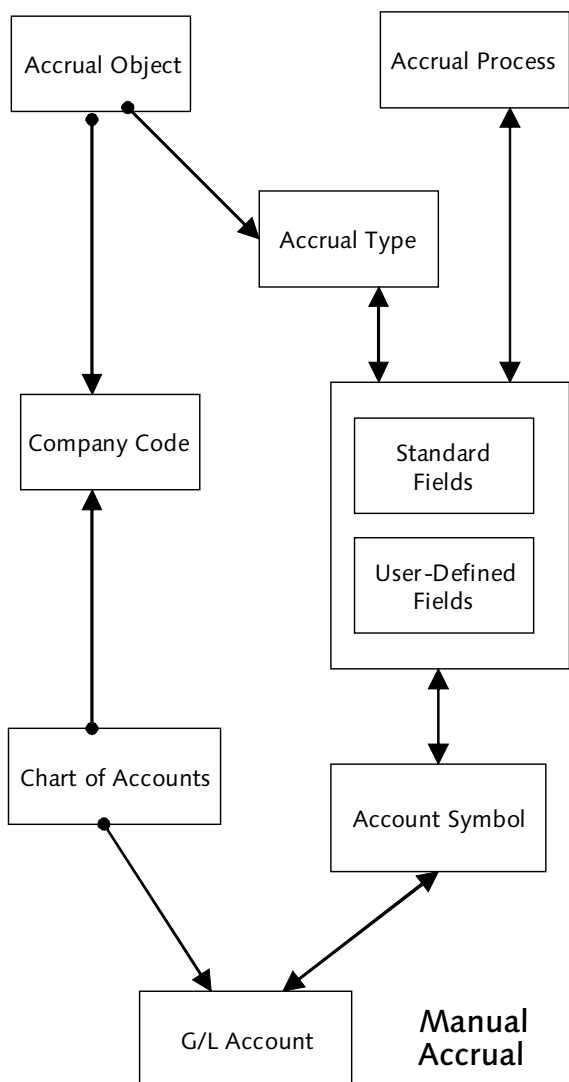 Accrual Object
Accrual Process
Accrual Type
Company Code
Standard
Fields
User-Defined
Fields
Chart of Accounts
Account Symbol
G/L Account
Manual
Accrual